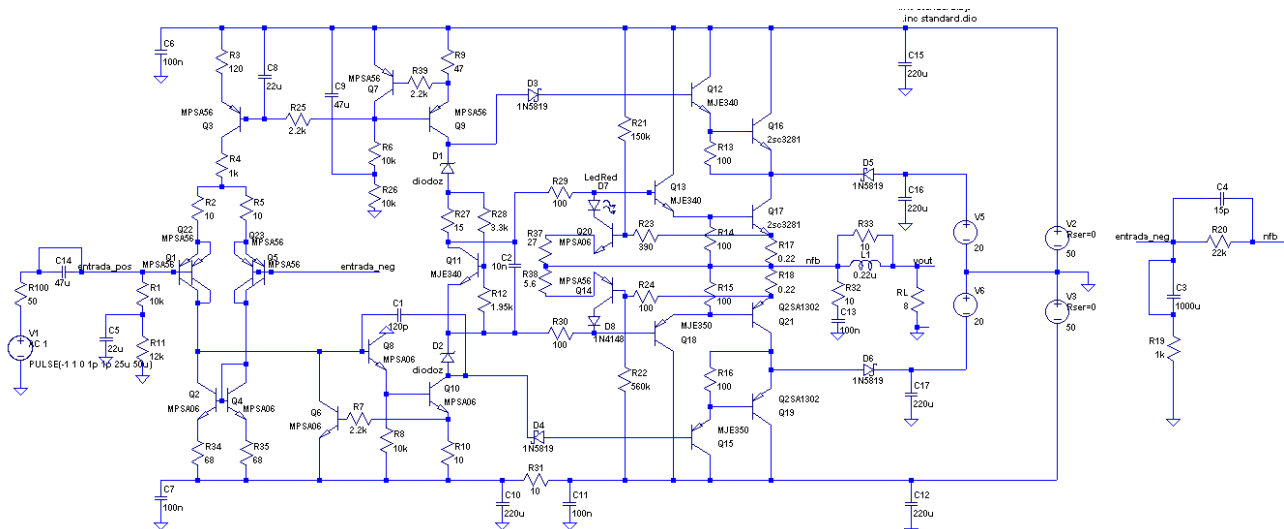 .inc standard.dio
C6
100n
R3
120
C8
22u
C9
47u
MPSA56
Q7
R39
2.2k
R9
47
MPSA56
Q3
R25
2.2k
MPSA56
Q9
D3
1N5819
Q12
MJE340
C15
220u
R4
1k
R6
10k
R26
10k
D1
diodoz
R21
150k
R13
100
Q16
2sc3281
R2
10
R5
10
Q22
MPSA56
Q23
MPSA56
Q1
Q5
R27
15
R28
3.3k
R29
100
LedRed
D7
Q13
MJE340
D5
1N5819
C16
220u
Q17
2sc3281
V5
20
V2
Rser=0
50
C4
15p
entrada_neg
R20
22k
nfb
C14
47u
entrada_pos
entrada_neg
R100
50
R1
10k
C5
22u
R11
12k
V1
AC 1
PULSE(-1 1 0 1p 1p 25u 50u)
Q11
MJE340
C2
10n
R12
1.95k
R37
27
Q20
MPSA06
R23
390
R14
100
R17
0.22
R38
5.6
MPSA56
Q14
R24
100
R15
100
R18
0.22
nfb
R33
10
L1
0.22u
vout
R32
10
C13
100n
RL
8
V6
20
V3
Rser=0
50
C3
1000u
R19
1k
C1
120p
Q8
MPSA06
D2
diodoz
R30
100
D8
1N4148
MJE350
Q18
Q2SA1302
Q21
Q2
MPSA06
Q4
MPSA06
Q6
MPSA06
R7
2.2k
Q10
MPSA06
R8
10k
R10
10
R22
560k
R16
100
D6
1N5819
C17
220u
Q2SA1302
Q19
R34
68
R35
68
D4
1N5819
MJE350
Q15
C7
100n
R31
10
C10
220u
C11
100n
C12
220u